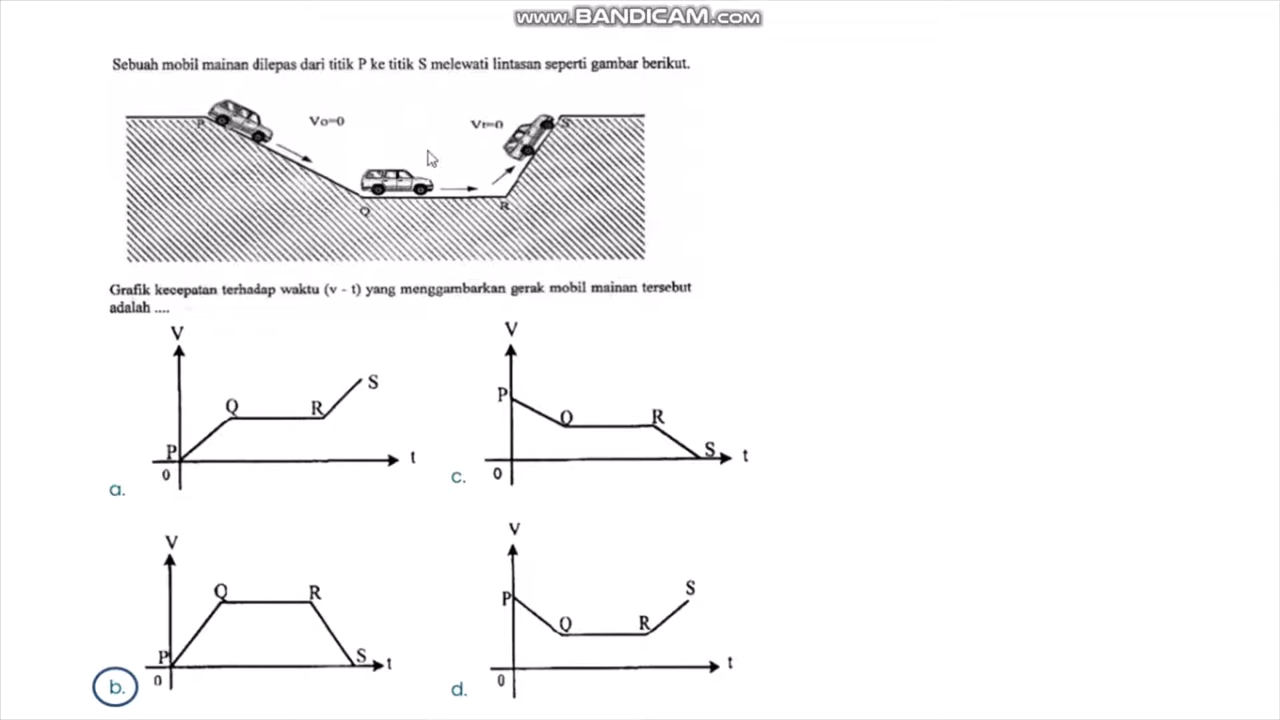 www.BANDICAM.com
Sebuah mobil mainan dilepas dari titik P ke titik S melewati lintasan seperti gambar berikut.
P
Vo=0
Vt=0
S
Q
R
Grafik kecepatan terhadap waktu (v - t) yang menggambarkan gerak mobil mainan tersebut
adalah ....
V
Q
R
S
P
0
t
a.
V
P
Q
R
S
t
0
c.
V
Q
R
P
S
t
0
b.
V
P
Q
R
S
t
0
d.